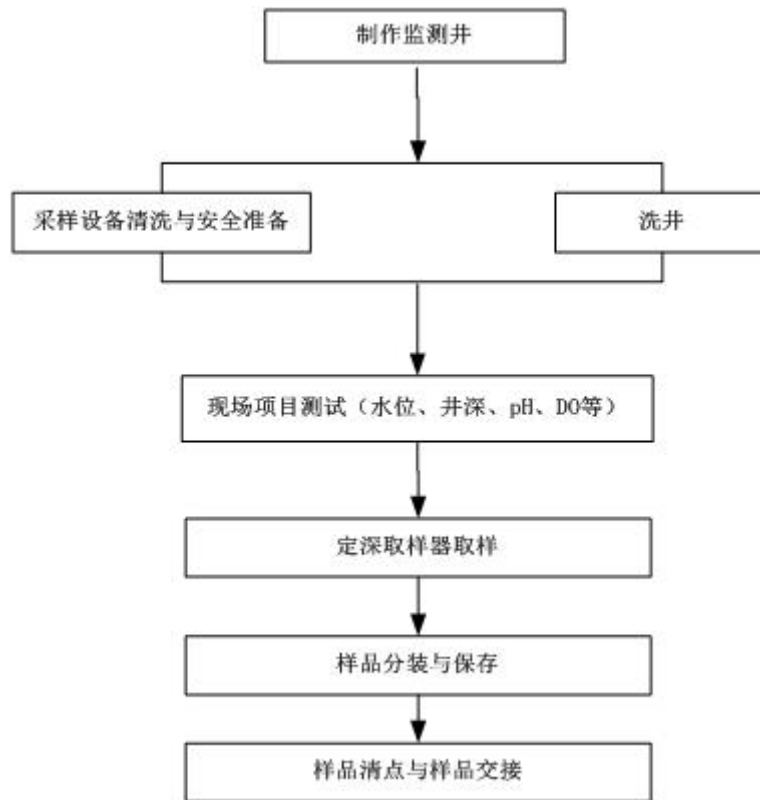 制作监测井
采样设备清洗与安全准备
洗井
现场项目测试（水位、井深、pH、DO等）
定深取样器取样
样品分装与保存
样品清点与样品交接